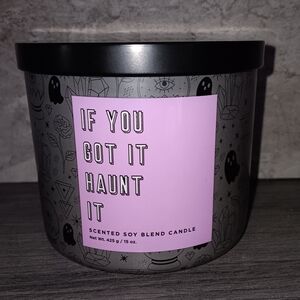 IF YOU
GOT IT
HAUNT
IT
SCENTED SOY BLEND CANDLE
Net Wt. 425 g / 15 oz.